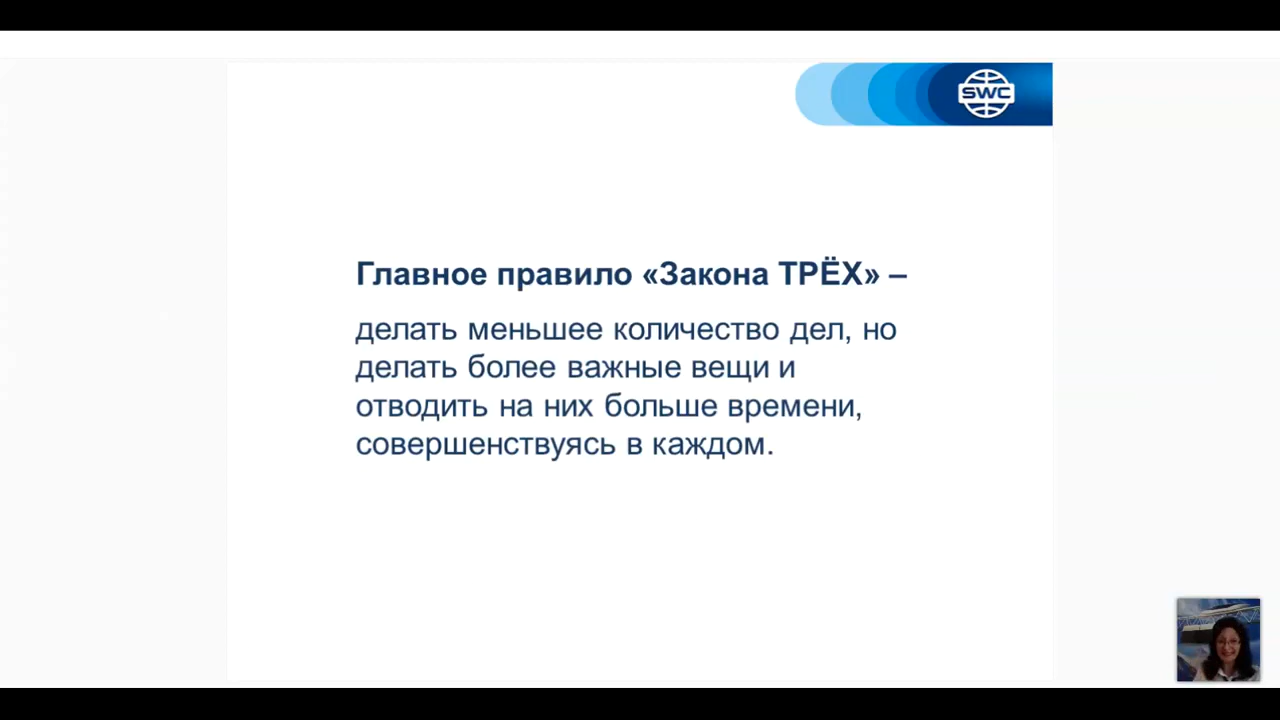 SWC
Главное правило «Закона ТРЁХ» –
делать меньшее количество дел, но
делать более важные вещи и
отводить на них больше времени,
совершенствуясь в каждом.